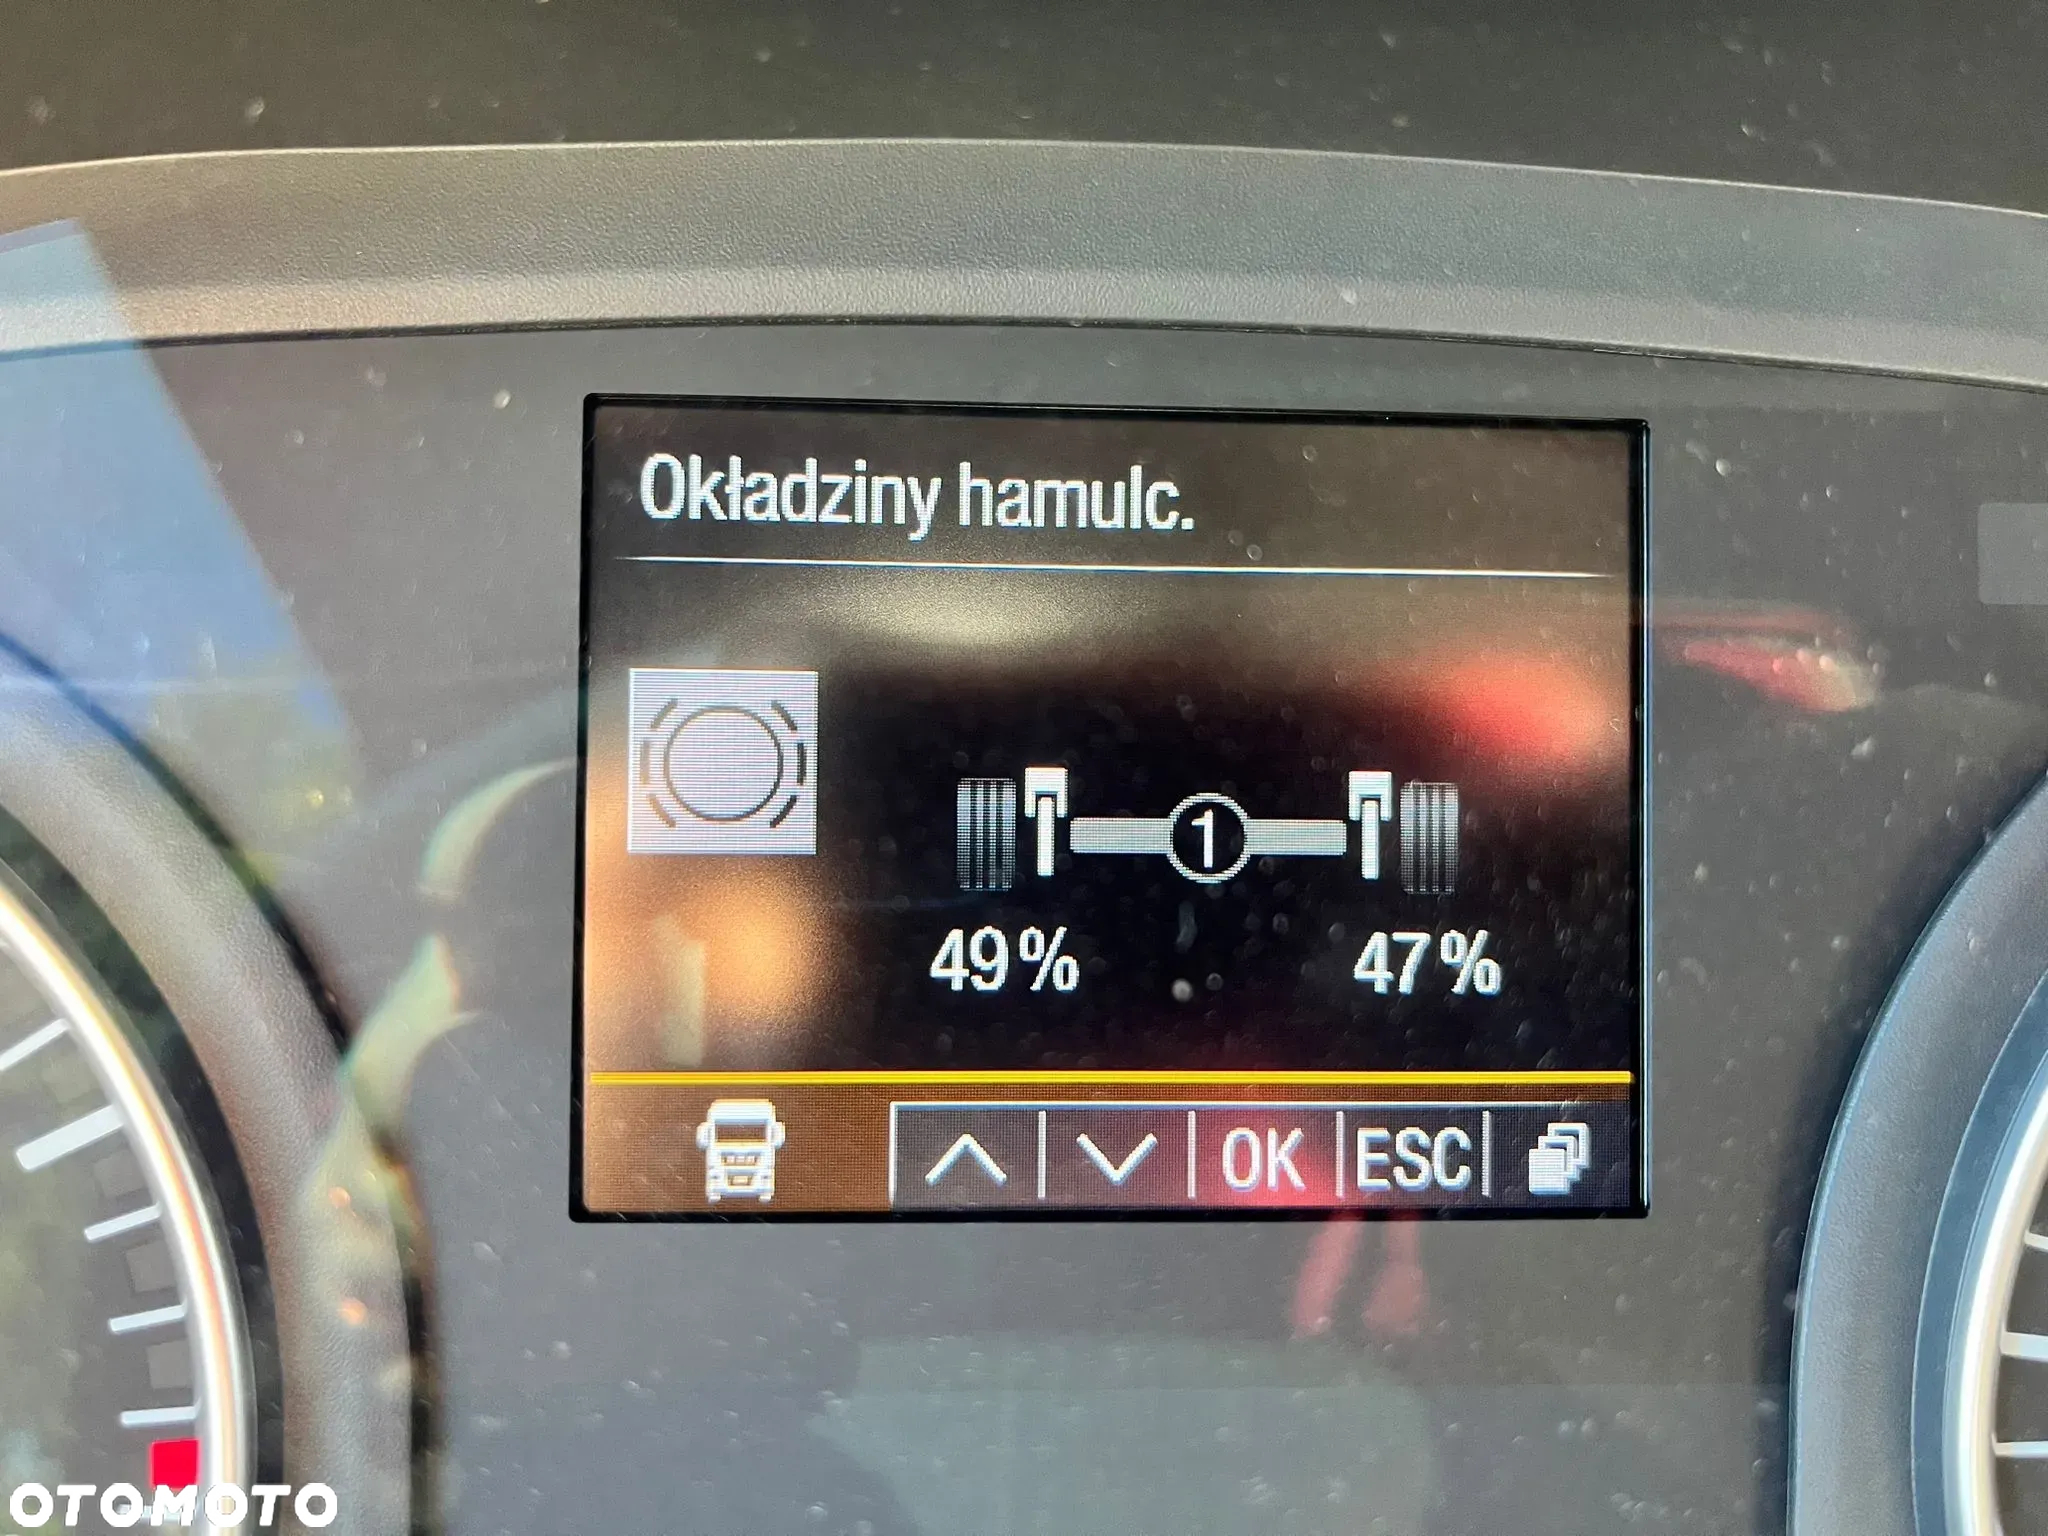 Okładziny hamulc.
1
49% 47%
OK ESC
OTOMOTO